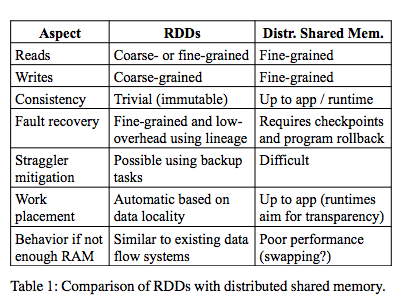 Aspect RDDs Distr. Shared Mem.
Reads Coarse- or fine-grained Fine-grained
Writes Coarse-grained Fine-grained
Consistency Trivial (immutable) Up to app / runtime
Fault recovery Fine-grained and low- Requires checkpoints
overhead using lineage and program rollback
Straggler Possible using backup Difficult
mitigation tasks
Work Automatic based on Up to app (runtimes
placement data locality aim for transparency)
Behavior if not Similar to existing data Poor performance
enough RAM flow systems (swapping?)
Table 1: Comparison of RDDs with distributed shared memory.